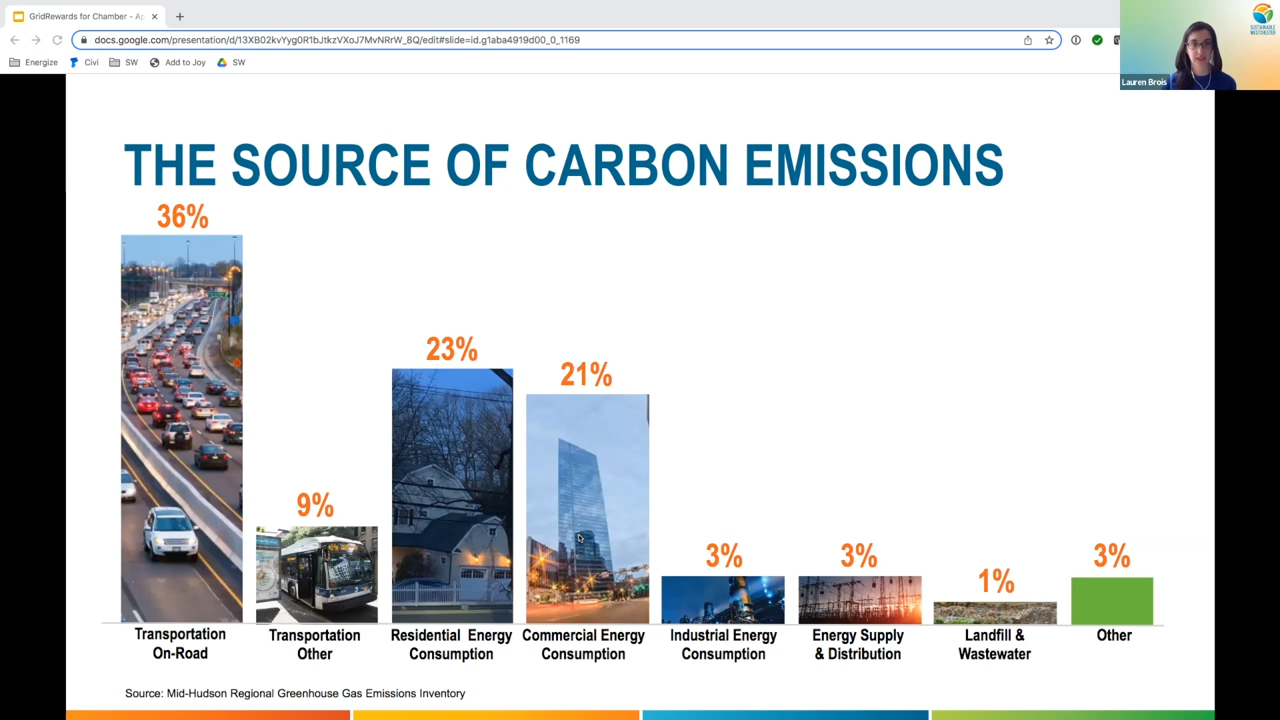 GridRewards for Chamber - Ap
docs.google.com/presentation/d/13XB02kvYyg0R1bJtkzVXoJ7MvNRrW_8Q/edit#slide=id.g1aba4919d00_0_1169
Energize
Civi
SW
Add to Joy
SW
SUSTAINABLE
WESTCHESTER
Lauren Brois
THE SOURCE OF CARBON EMISSIONS
36%
9%
23%
21%
3%
3%
1%
3%
Transportation
On-Road
Transportation
Other
Residential Energy
Consumption
Commercial Energy
Consumption
Industrial Energy
Consumption
Energy Supply
& Distribution
Landfill &
Wastewater
Other
Source: Mid-Hudson Regional Greenhouse Gas Emissions Inventory